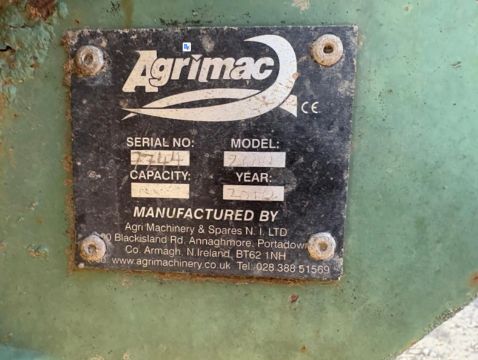 Agrimac
CE
SERIAL NO: MODEL:
7744
CAPACITY: YEAR:
MANUFACTURED BY
Agri Machinery & Spares N. I. LTD
Blackisland Rd. Annaghmore, Portadown
Co. Armagh, N.Ireland, BT62 1NH
www.agrimachinery.co.uk Tel: 028 388 51569